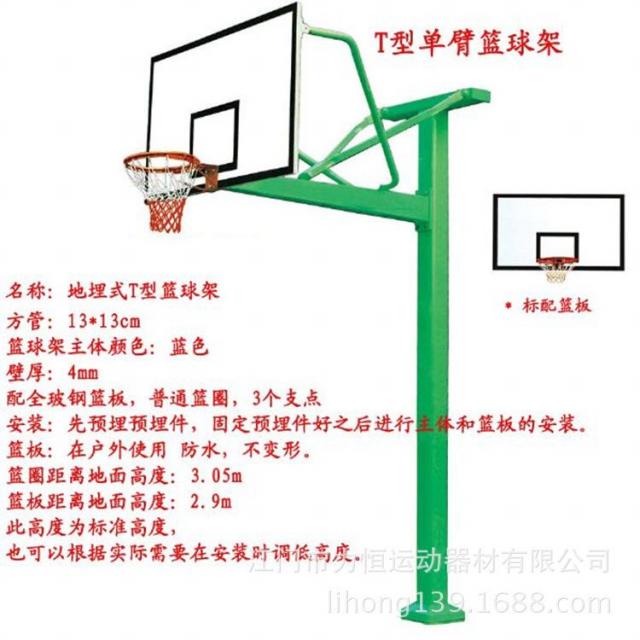 T型单臂篮球架
* 标配篮板
名称：地埋式T型篮球架
方管：13*13cm
篮球架主体颜色：蓝色
壁厚：4mm
配全玻钢篮板，普通篮圈，3个支点
安装：先预埋预埋件，固定预埋件好之后进行主体和篮板的安装。
篮板：在户外使用 防水，不变形。
篮圈距离地面高度：3.05m
篮板距离地面高度：2.9m
此高度为标准高度，
也可以根据实际需要在安装时调低高度。
江门市力恒运动器材有限公司
lihong139.1688.com